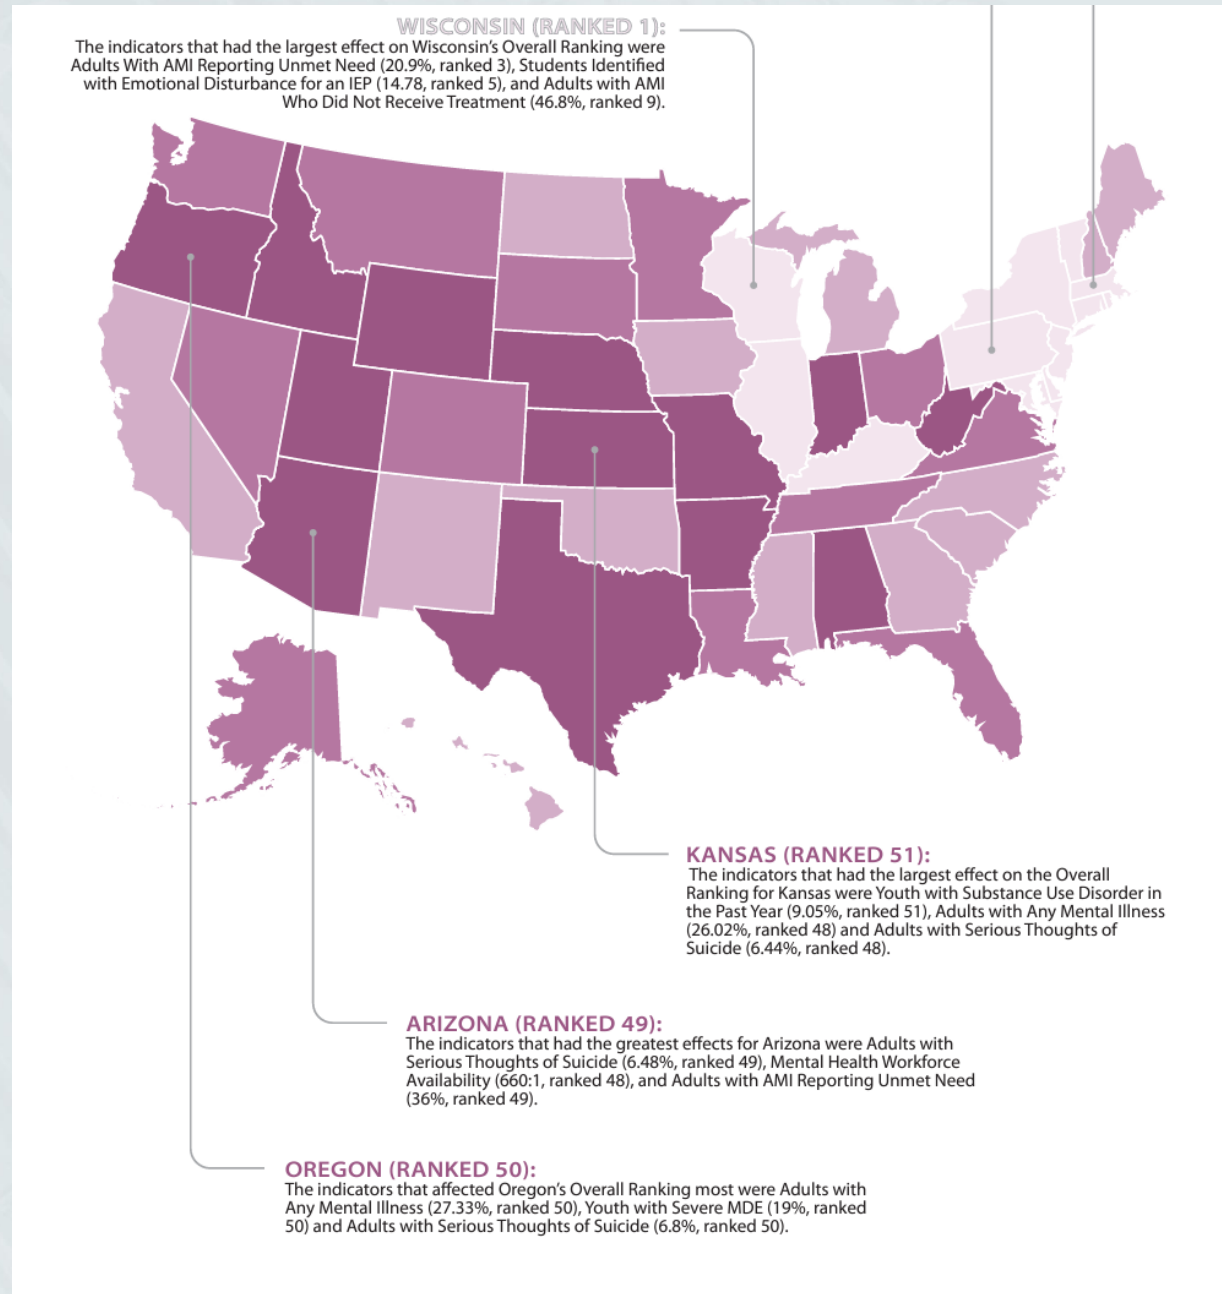 WISCONSIN (RANKED 1):
The indicators that had the largest effect on Wisconsin's Overall Ranking were
Adults With AMI Reporting Unmet Need (20.9%, ranked 3), Students Identified
with Emotional Disturbance for an IEP (14.78, ranked 5), and Adults with AMI
Who Did Not Receive Treatment (46.8%, ranked 9).
KANSAS (RANKED 51):
The indicators that had the largest effect on the Overall
Ranking for Kansas were Youth with Substance Use Disorder in
the Past Year (9.05%, ranked 51), Adults with Any Mental Illness
(26.02%, ranked 48) and Adults with Serious Thoughts of
Suicide (6.44%, ranked 48).
ARIZONA (RANKED 49):
The indicators that had the greatest effects for Arizona were Adults with
Serious Thoughts of Suicide (6.48%, ranked 49), Mental Health Workforce
Availability (660:1, ranked 48), and Adults with AMI Reporting Unmet Need
(36%, ranked 49).
OREGON (RANKED 50):
The indicators that affected Oregon's Overall Ranking most were Adults with
Any Mental Illness (27.33%, ranked 50), Youth with Severe MDE (19%, ranked
50) and Adults with Serious Thoughts of Suicide (6.8%, ranked 50).